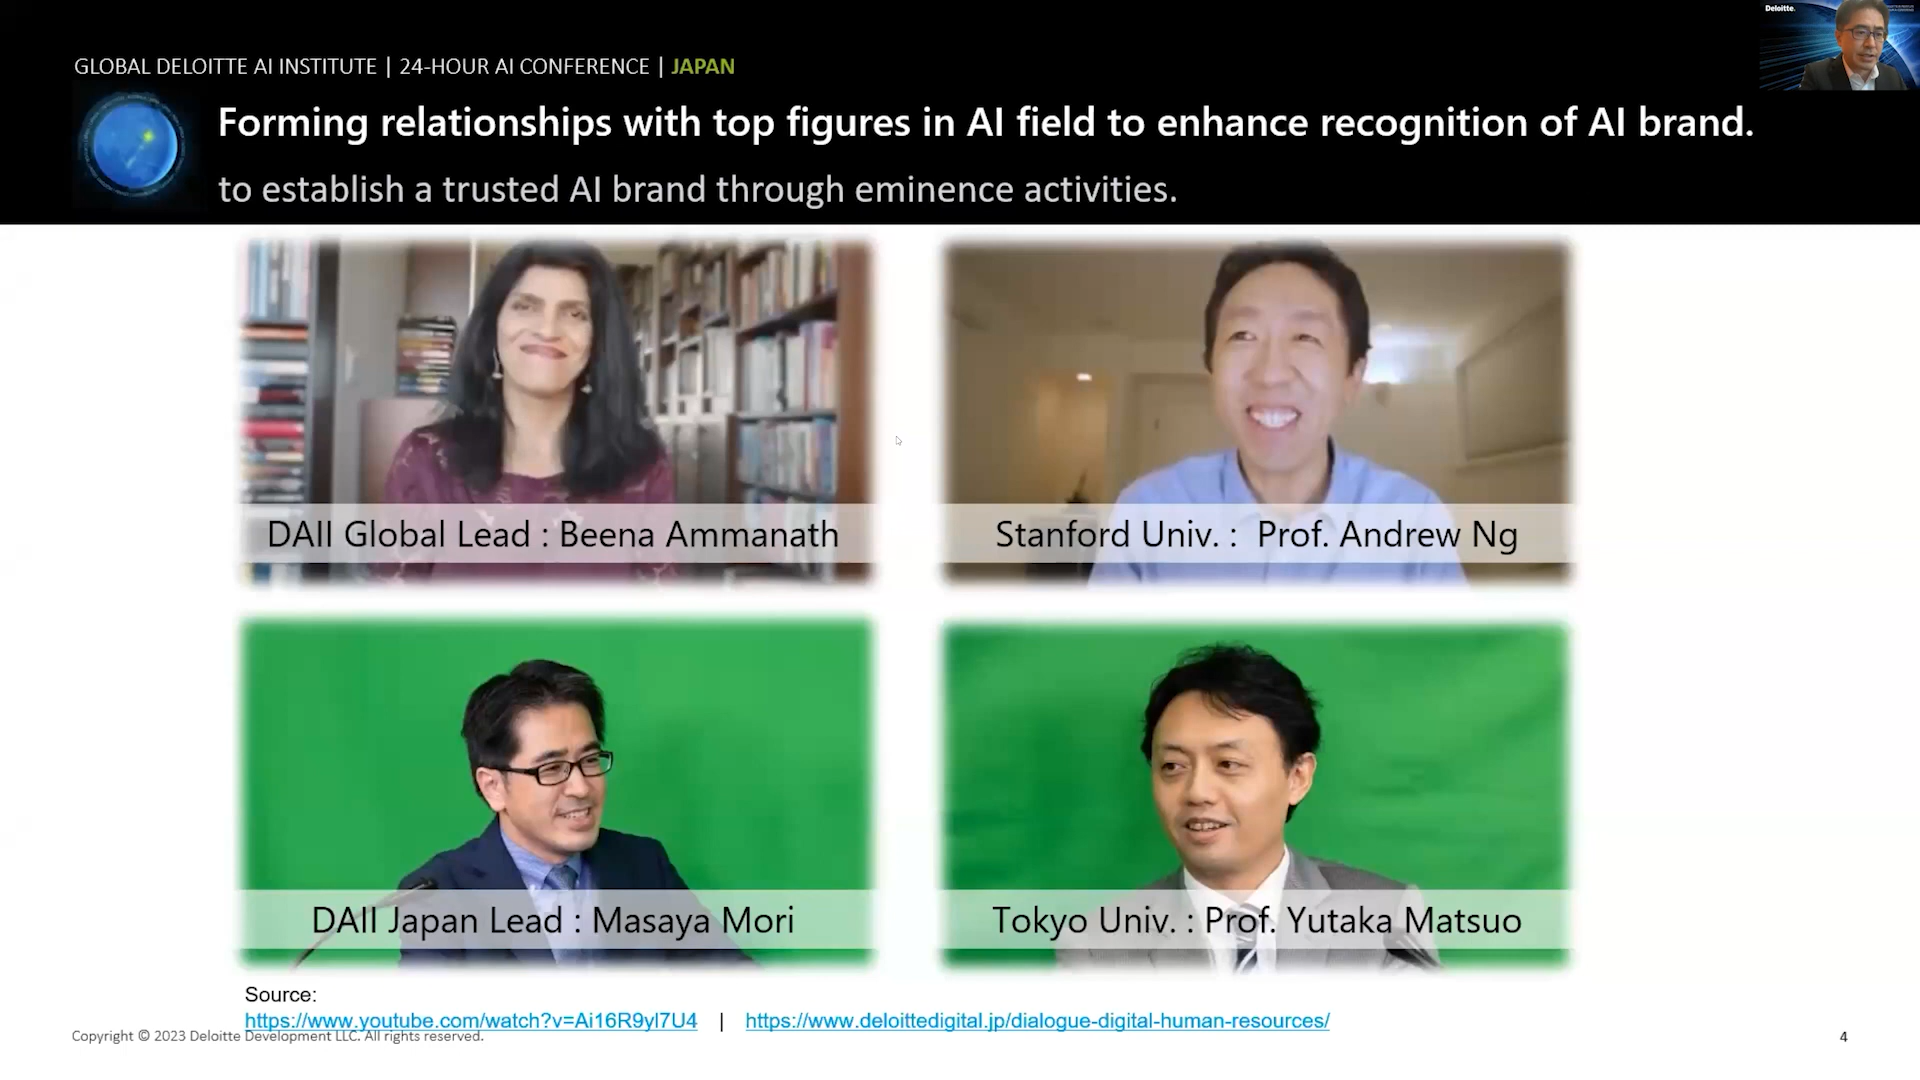 Deloitte.
GLOBAL DELOITTE AI INSTITUTE | 24-HOUR AI CONFERENCE | JAPAN
Forming relationships with top figures in AI field to enhance recognition of AI brand.
to establish a trusted AI brand through eminence activities.
DAII Global Lead : Beena Ammanath
Stanford Univ. : Prof. Andrew Ng
DAII Japan Lead : Masaya Mori
Tokyo Univ. : Prof. Yutaka Matsuo
Source:
https://www.youtube.com/watch?v=Ai16R9yl7U4 | https://www.deloittedigital.jp/dialogue-digital-human-resources/
Copyright © 2023 Deloitte Development LLC. All rights reserved.
4